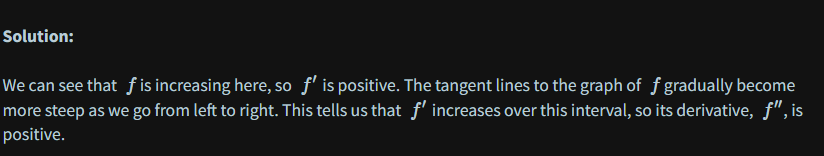 Solution:
We can see that f is increasing here, so f′ is positive. The tangent lines to the graph of f gradually become
more steep as we go from left to right. This tells us that f′ increases over this interval, so its derivative, f″, is
positive.